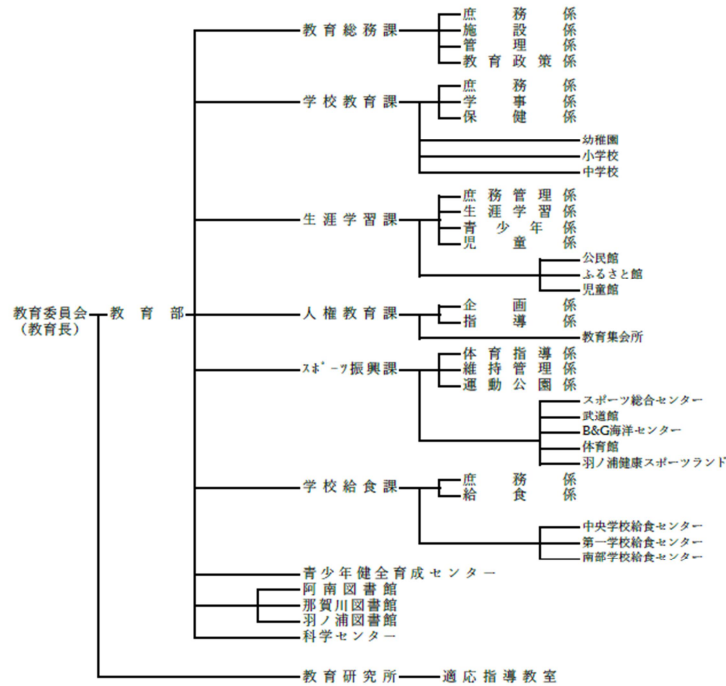 教育総務課
庶務係
施設係
管理係
教育政策係
学校教育課
庶務係
学事係
保健係
幼稚園
小学校
中学校
生涯学習課
庶務管理係
生涯学習係
青少年係
児童係
公民館
ふるさと館
児童館
教育委員会
(教育長)
教育部
人権教育課
企画係
指導係
教育集会所
スポーツ振興課
体育指導係
維持管理係
運動公園係
スポーツ総合センター
武道館
B&G海洋センター
体育館
羽ノ浦健康スポーツランド
学校給食課
庶務係
給食係
中央学校給食センター
第一学校給食センター
南部学校給食センター
青少年健全育成センター
阿南図書館
那賀川図書館
羽ノ浦図書館
科学センター
教育研究所
適応指導教室